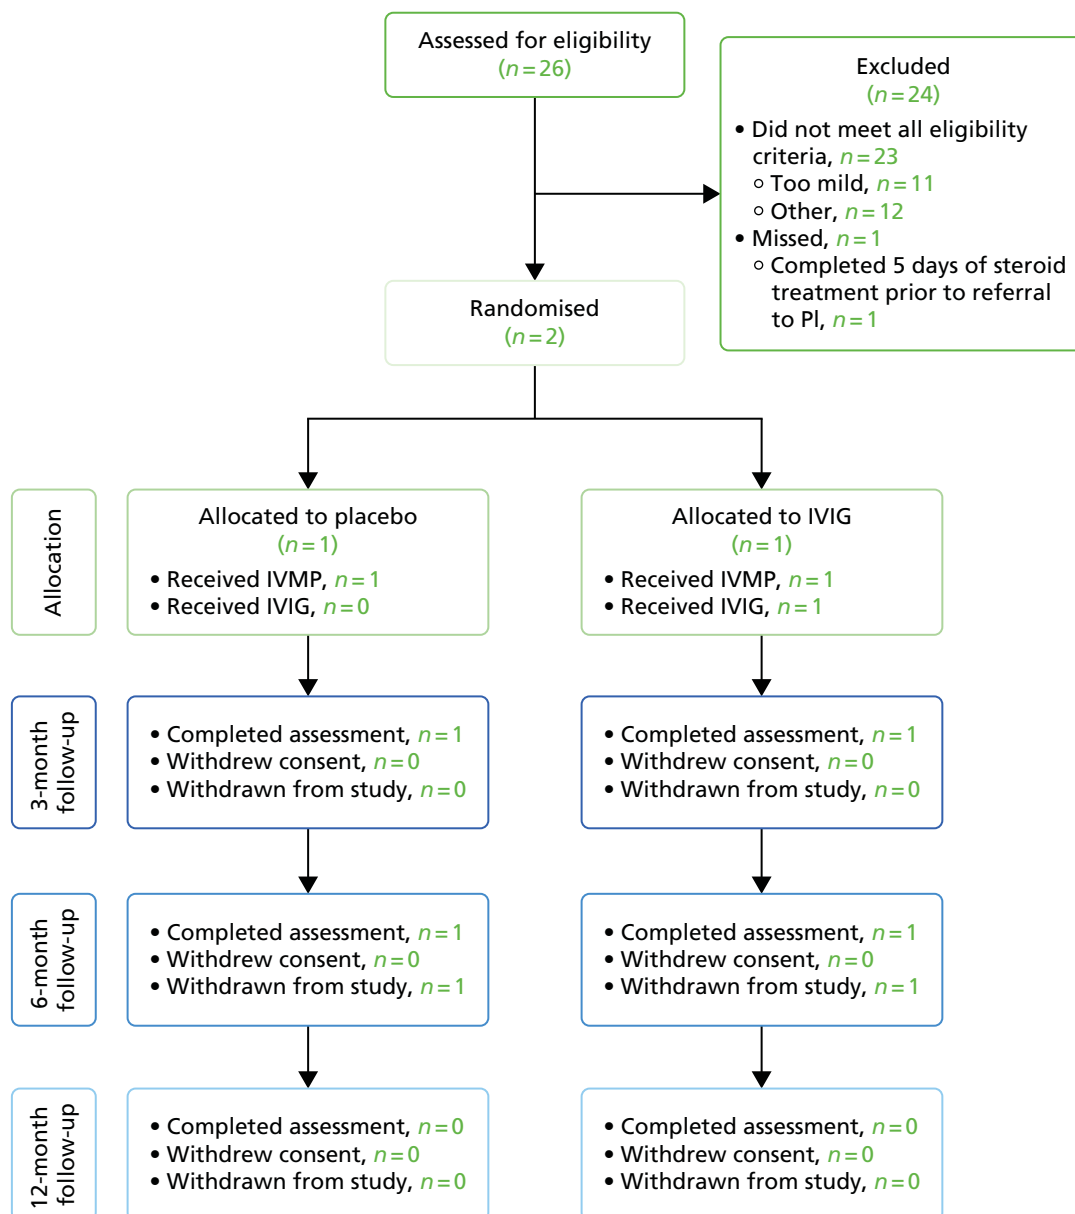 Assessed for eligibility
(n=26)
Excluded
(n=24)
• Did not meet all eligibility
criteria, n=23
○ Too mild, n=11
○ Other, n=12
• Missed, n=1
○ Completed 5 days of steroid
treatment prior to referral
to PI, n=1
Randomised
(n=2)
Allocation
Allocated to placebo
(n=1)
• Received IVMP, n=1
• Received IVIG, n=0
Allocated to IVIG
(n=1)
• Received IVMP, n=1
• Received IVIG, n=1
3-month
follow-up
• Completed assessment, n=1
• Withdrew consent, n=0
• Withdrawn from study, n=0
• Completed assessment, n=1
• Withdrew consent, n=0
• Withdrawn from study, n=0
6-month
follow-up
• Completed assessment, n=1
• Withdrew consent, n=0
• Withdrawn from study, n=1
• Completed assessment, n=1
• Withdrew consent, n=0
• Withdrawn from study, n=1
12-month
follow-up
• Completed assessment, n=0
• Withdrew consent, n=0
• Withdrawn from study, n=0
• Completed assessment, n=0
• Withdrew consent, n=0
• Withdrawn from study, n=0